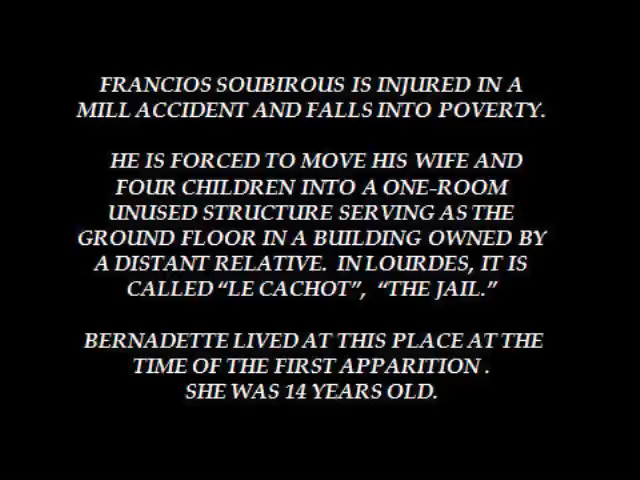 FRANCIOS SOUBIROUS IS INJURED IN A
MILL ACCIDENT AND FALLS INTO POVERTY.
HE IS FORCED TO MOVE HIS WIFE AND
FOUR CHILDREN INTO A ONE-ROOM
UNUSED STRUCTURE SERVING AS THE
GROUND FLOOR IN A BUILDING OWNED BY
A DISTANT RELATIVE. IN LOURDES, IT IS
CALLED “LE CACHOT”, “THE JAIL.”
BERNADETTE LIVED AT THIS PLACE AT THE
TIME OF THE FIRST APPARITION .
SHE WAS 14 YEARS OLD.